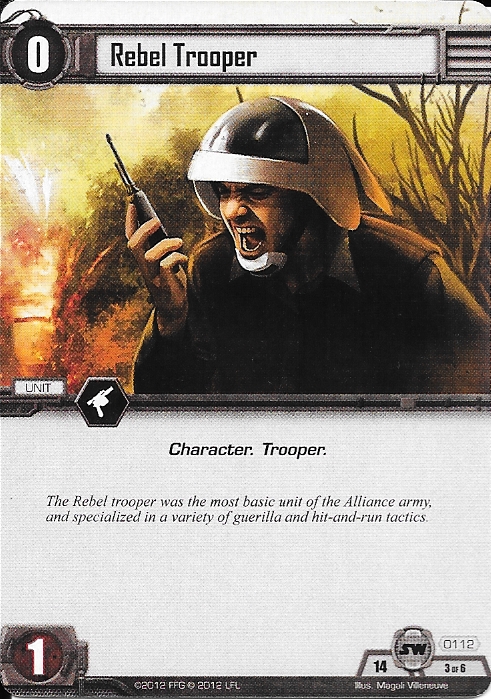 0
Rebel Trooper
UNIT
Character. Trooper.
The Rebel trooper was the most basic unit of the Alliance army,
and specialized in a variety of guerilla and hit-and-run tactics.
1
SW
0112
14
3 OF 6
©2012 FFG © 2012 LFL
Illus. Magali Villeneuve